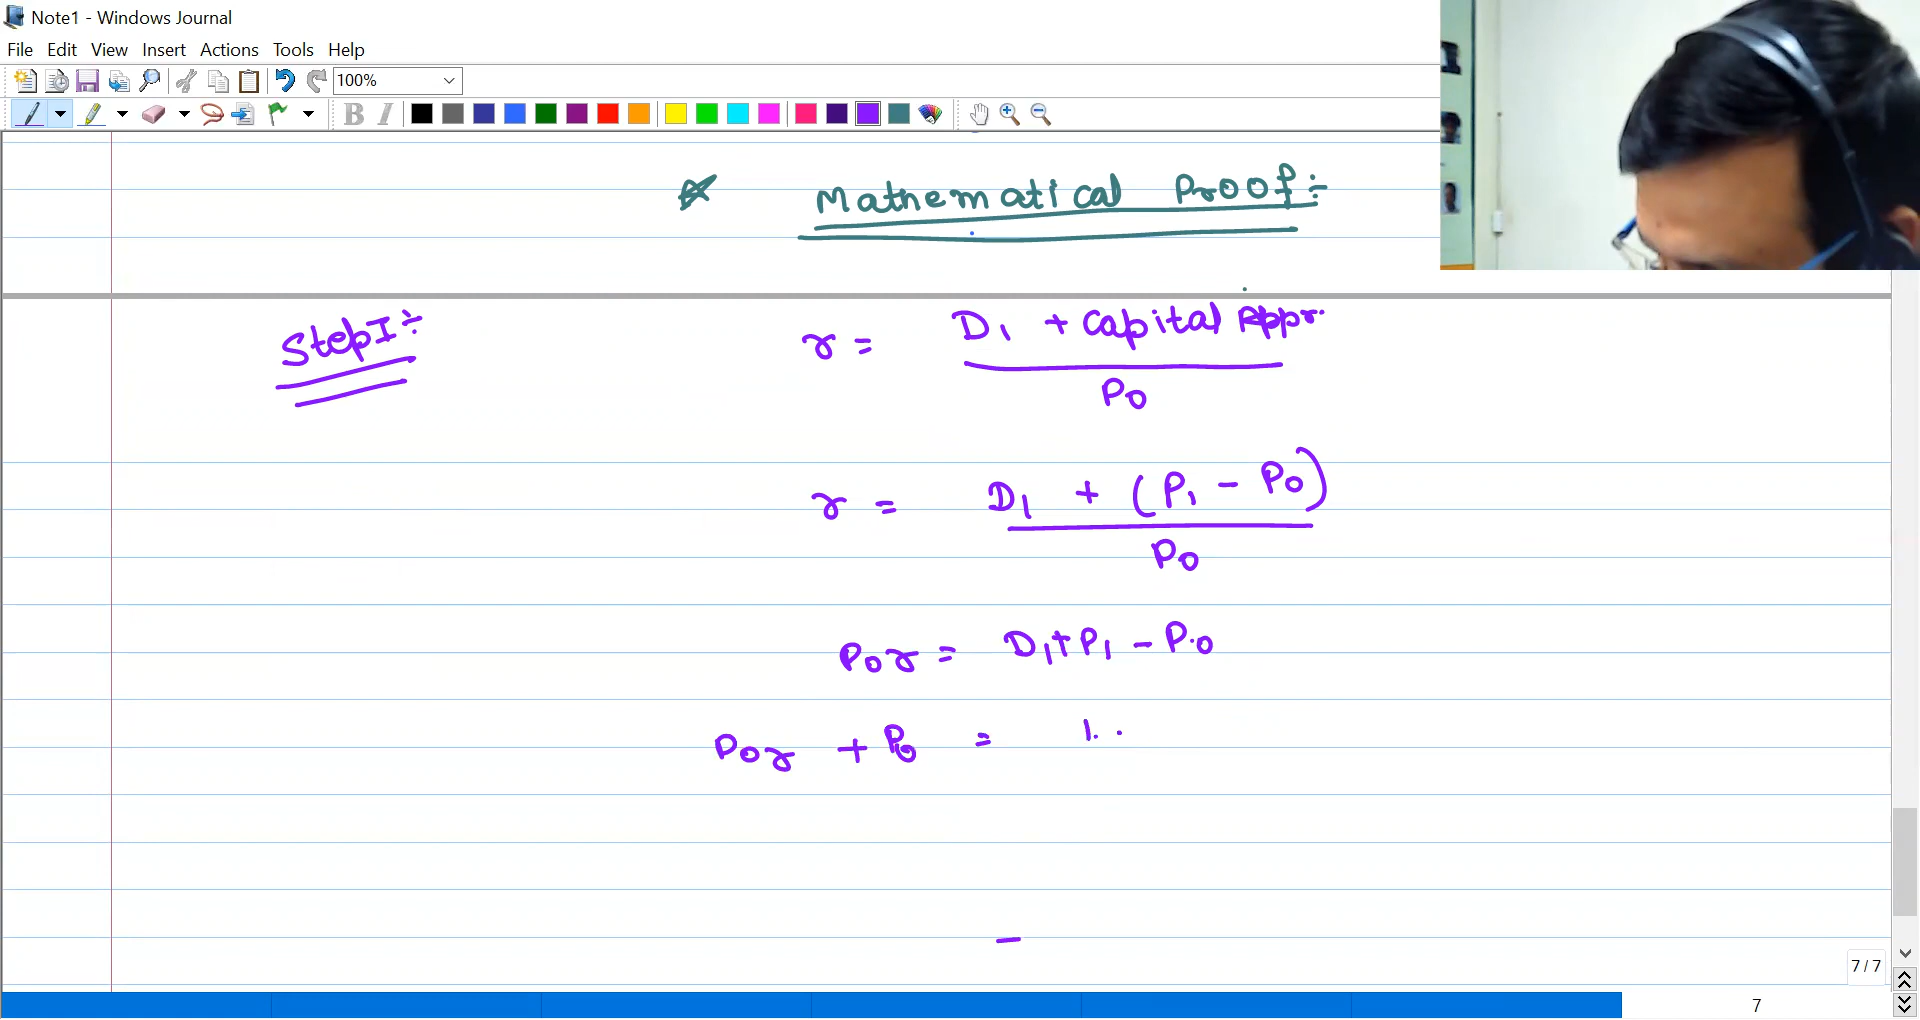 Note1 - Windows Journal
File Edit View Insert Actions Tools Help
100%
B I
Mathematical Proof:-
Step I:-
r = D1 + Capital Appr.
P0
r = D1 + (P1 - P0)
P0
P0r = D1+P1 - P0
P0r + P0 =
7 / 7
7